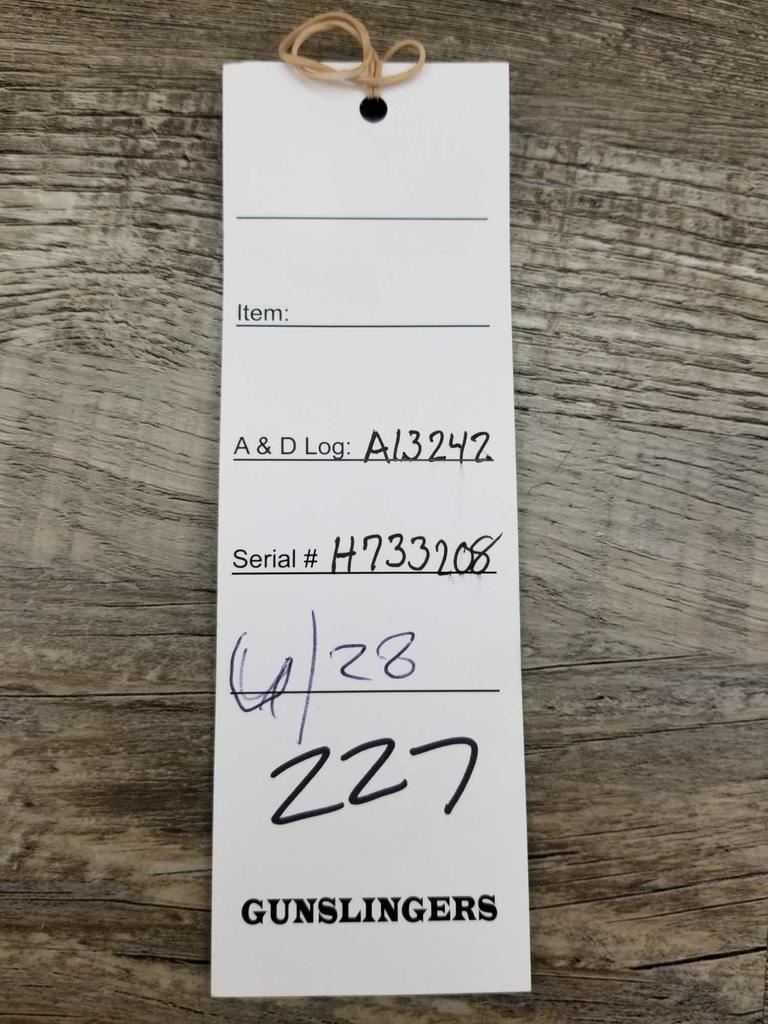 Item:
A & D Log: A13242
Serial # H733208
6/28
227
GUNSLINGERS